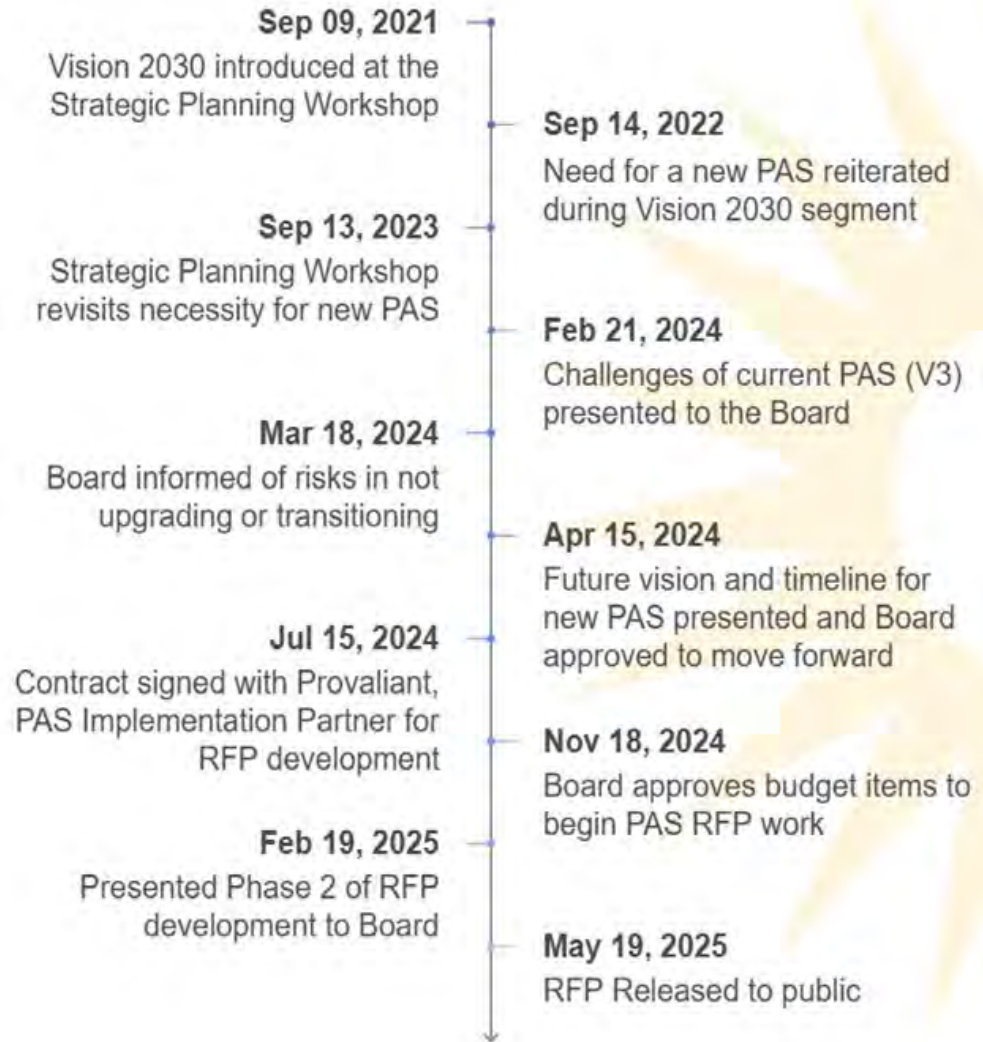 Sep 09, 2021
Vision 2030 introduced at the
Strategic Planning Workshop
Sep 14, 2022
Need for a new PAS reiterated
during Vision 2030 segment
Sep 13, 2023
Strategic Planning Workshop
revisits necessity for new PAS
Feb 21, 2024
Challenges of current PAS (V3)
presented to the Board
Mar 18, 2024
Board informed of risks in not
upgrading or transitioning
Apr 15, 2024
Future vision and timeline for
new PAS presented and Board
approved to move forward
Jul 15, 2024
Contract signed with Provaliant,
PAS Implementation Partner for
RFP development
Nov 18, 2024
Board approves budget items to
begin PAS RFP work
Feb 19, 2025
Presented Phase 2 of RFP
development to Board
May 19, 2025
RFP Released to public